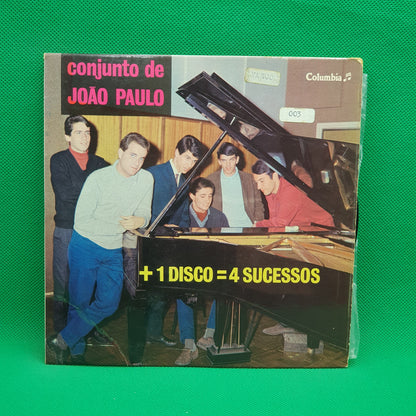 conjunto de
JOÃO PAULO
Columbia
003
+ 1 DISCO = 4 SUCESSOS